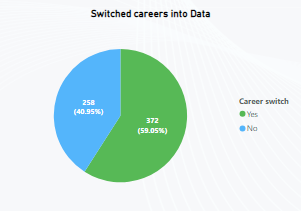 Switched careers into Data
258
(40.95%)
372
(59.05%)
Career switch
Yes
No